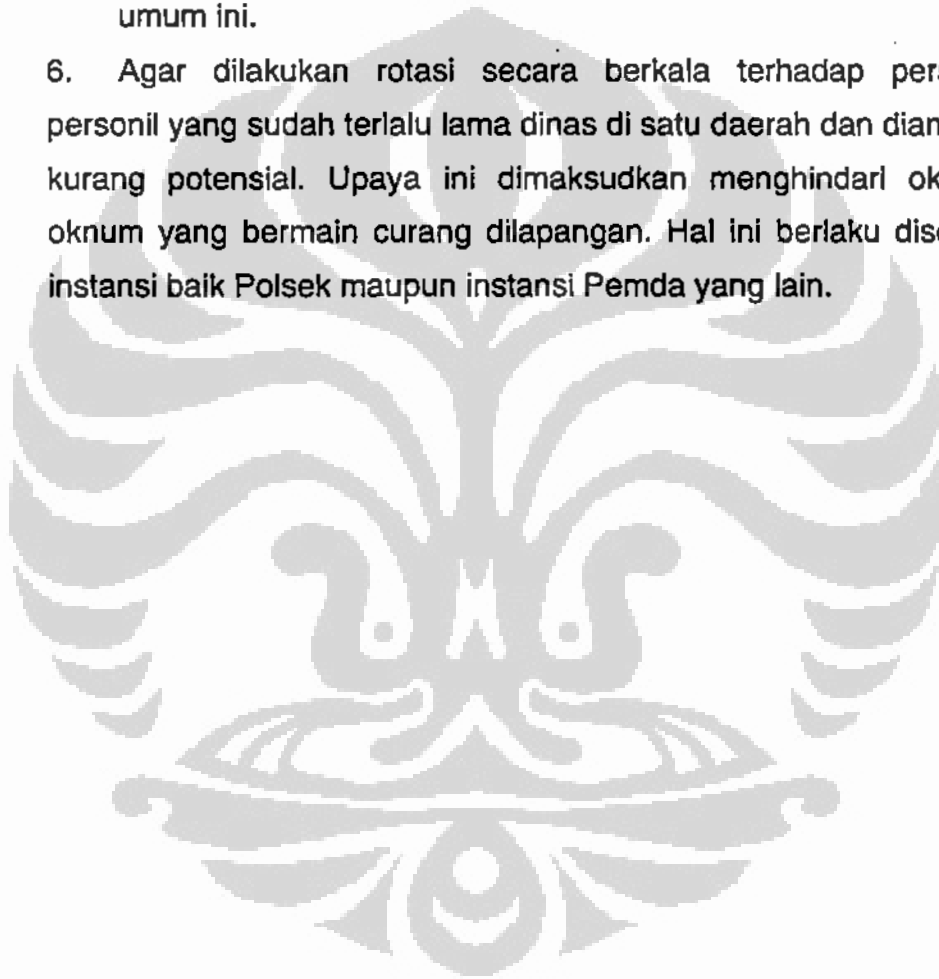 umum ini.
6. Agar dilakukan rotasi secara berkala terhadap
personil yang sudah terlalu lama dinas di satu daerah dan
kurang potensial. Upaya ini dimaksudkan menghindari
oknum yang bermain curang dilapangan. Hal ini berlaku
instansi baik Polsek maupun instansi Pemda yang lain.